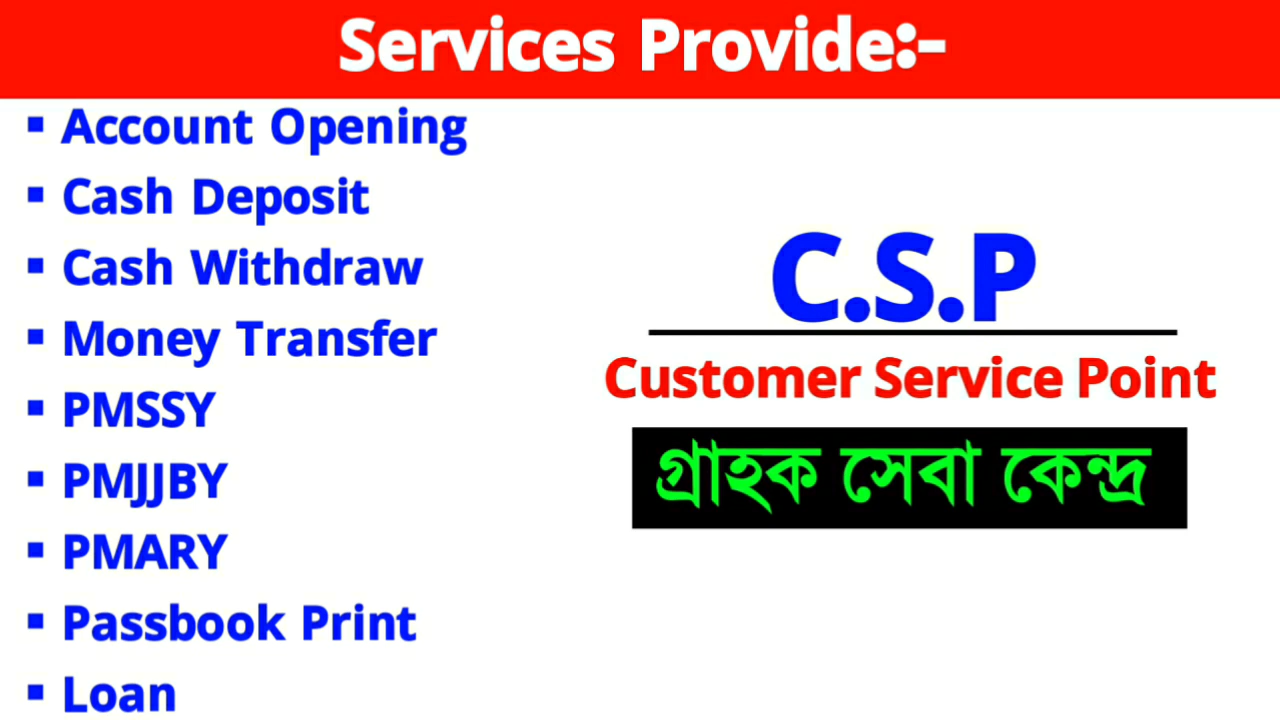 Services Provide:-
▪ Account Opening
▪ Cash Deposit
▪ Cash Withdraw
▪ Money Transfer
▪ PMSSY
▪ PMJJBY
▪ PMARY
▪ Passbook Print
▪ Loan
C.S.P
Customer Service Point
গ্রাহক সেবা কেন্দ্র